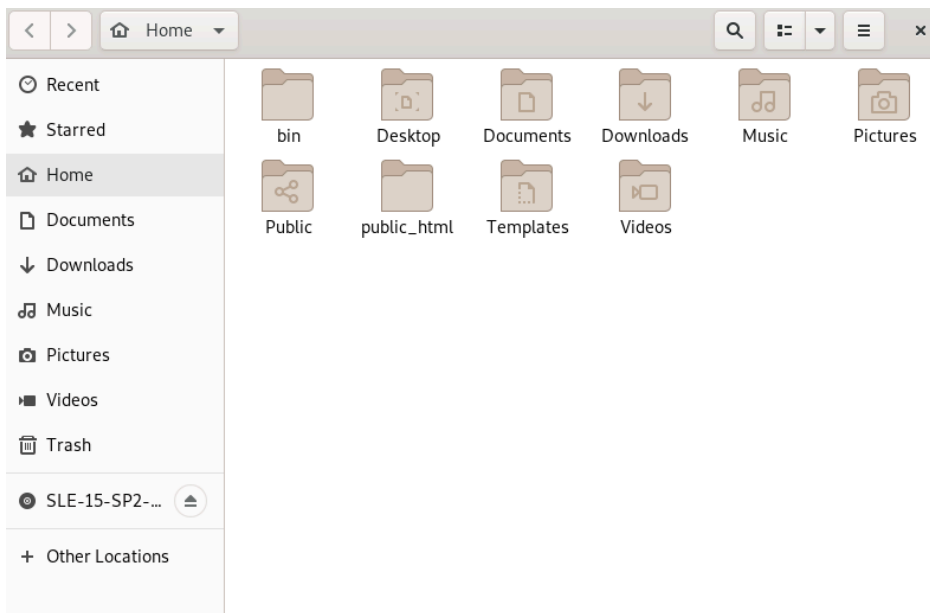 Home
Recent
Starred
Home
Documents
Downloads
Music
Pictures
Videos
Trash
SLE-15-SP2-...
Other Locations
bin Desktop Documents Downloads Music Pictures
Public public_html Templates Videos